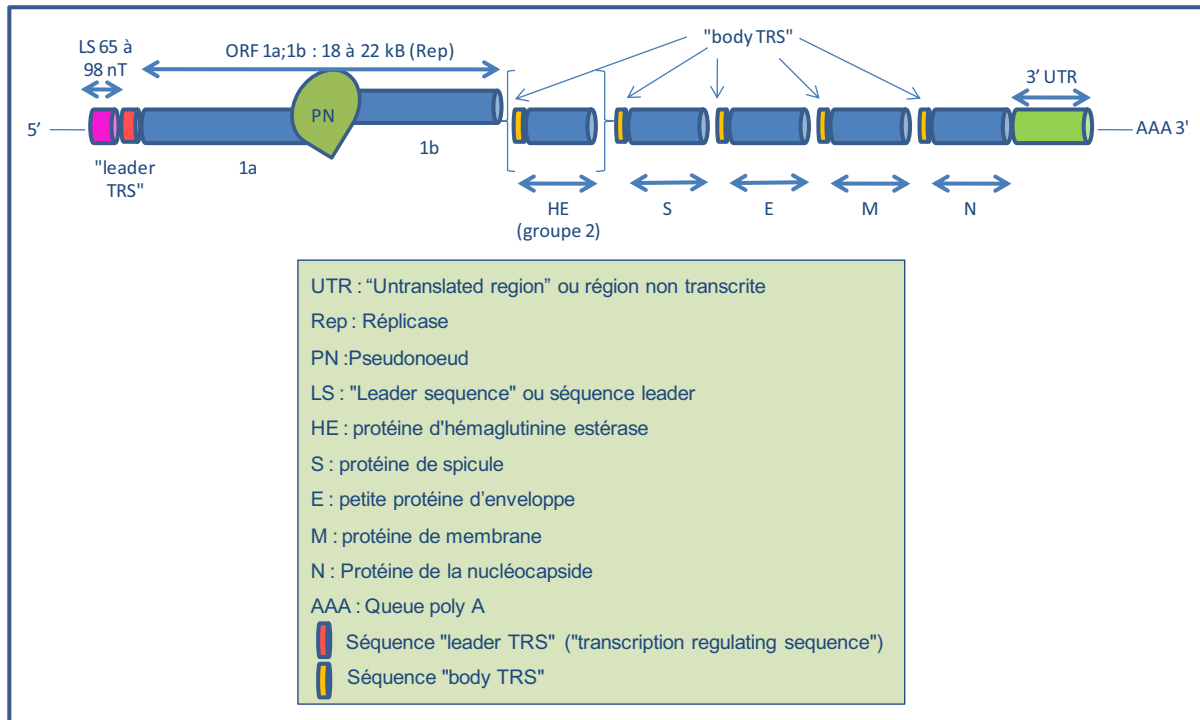 LS 65 à
98 nT
ORF 1a;1b : 18 à 22 kB (Rep)
"body TRS"
3' UTR
5'
PN
AAA 3'
"leader
TRS"
1a
1b
HE
(groupe 2)
S
E
M
N
UTR : “Untranslated region” ou région non transcrite
Rep : Réplicase
PN :Pseudonoeud
LS : "Leader sequence" ou séquence leader
HE : protéine d'hémaglutinine estérase
S : protéine de spicule
E : petite protéine d’enveloppe
M : protéine de membrane
N : Protéine de la nucléocapside
AAA : Queue poly A
Séquence "leader TRS" ("transcription regulating sequence")
Séquence "body TRS"